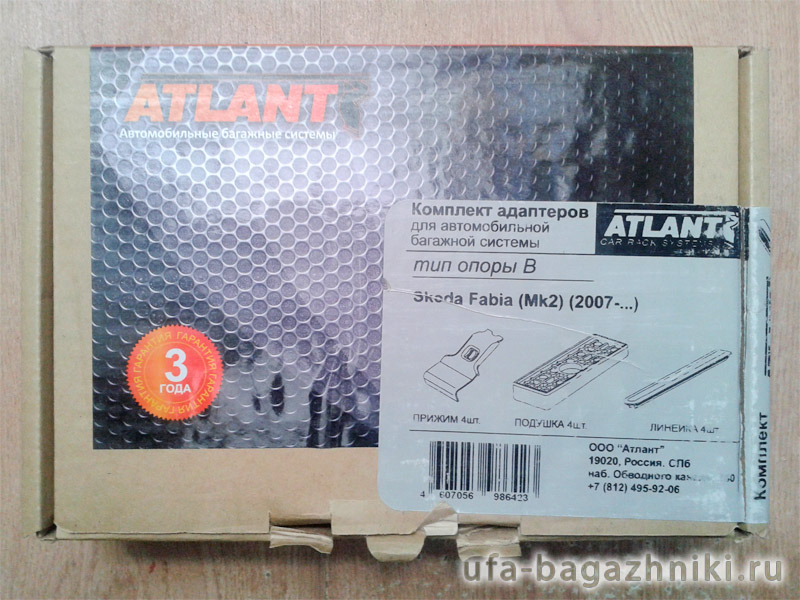 ATLANT
Автомобильные багажные системы
ГАРАНТИЯ ГАРАНТИЯ ГАРАНТИЯ
3
ГОДА
Комплект адаптеров
для автомобильной
багажной системы
ATLANT
CAR RACK SYSTEMS
тип опоры В
Skoda Fabia (Mk2) (2007-...)
ПРИЖИМ 4шт.
ПОДУШКА 4шт.
ЛИНЕЙКА 4шт
ООО "Атлант"
19020, Россия. СПб
наб. Обводного
+7 (812) 495-92-06
4 607056 986423
Комплект
ufa-bagazhniki.ru